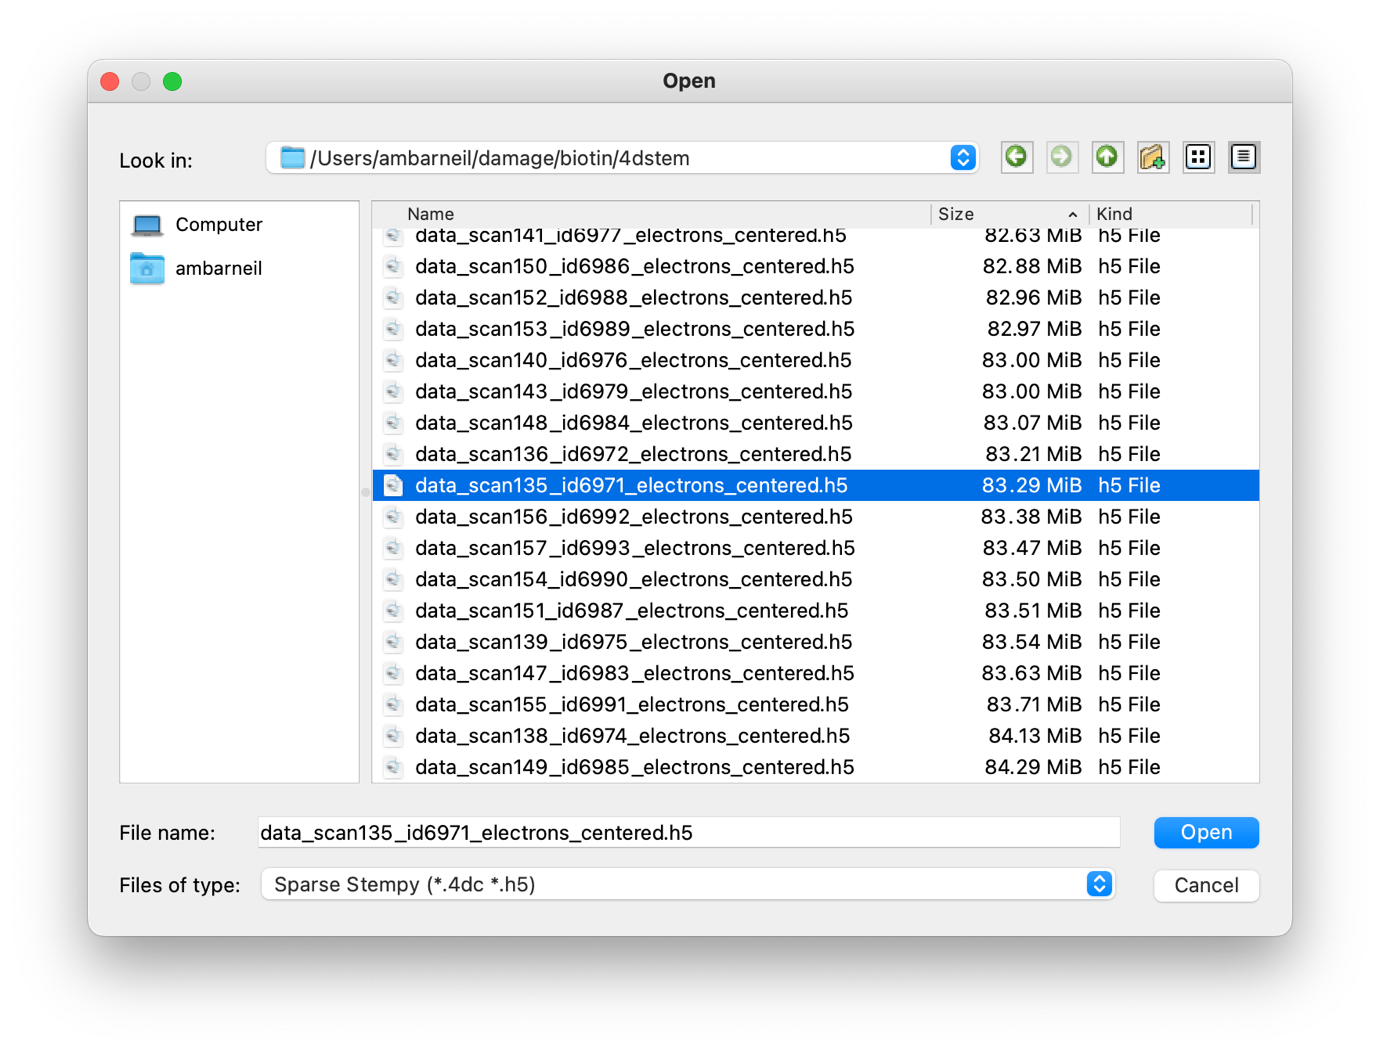 Open
Look in: /Users/ambarneil/damage/biotin/4dstem
Computer
ambarneil
Name Size Kind
data_scan141_id6977_electrons_centered.h5 82.63 MiB h5 File
data_scan150_id6986_electrons_centered.h5 82.88 MiB h5 File
data_scan152_id6988_electrons_centered.h5 82.96 MiB h5 File
data_scan153_id6989_electrons_centered.h5 82.97 MiB h5 File
data_scan140_id6976_electrons_centered.h5 83.00 MiB h5 File
data_scan143_id6979_electrons_centered.h5 83.00 MiB h5 File
data_scan148_id6984_electrons_centered.h5 83.07 MiB h5 File
data_scan136_id6972_electrons_centered.h5 83.21 MiB h5 File
data_scan135_id6971_electrons_centered.h5 83.29 MiB h5 File
data_scan156_id6992_electrons_centered.h5 83.38 MiB h5 File
data_scan157_id6993_electrons_centered.h5 83.47 MiB h5 File
data_scan154_id6990_electrons_centered.h5 83.50 MiB h5 File
data_scan151_id6987_electrons_centered.h5 83.51 MiB h5 File
data_scan139_id6975_electrons_centered.h5 83.54 MiB h5 File
data_scan147_id6983_electrons_centered.h5 83.63 MiB h5 File
data_scan155_id6991_electrons_centered.h5 83.71 MiB h5 File
data_scan138_id6974_electrons_centered.h5 84.13 MiB h5 File
data_scan149_id6985_electrons_centered.h5 84.29 MiB h5 File
File name: data_scan135_id6971_electrons_centered.h5 Open
Files of type: Sparse Stempy (*.4dc *.h5) Cancel